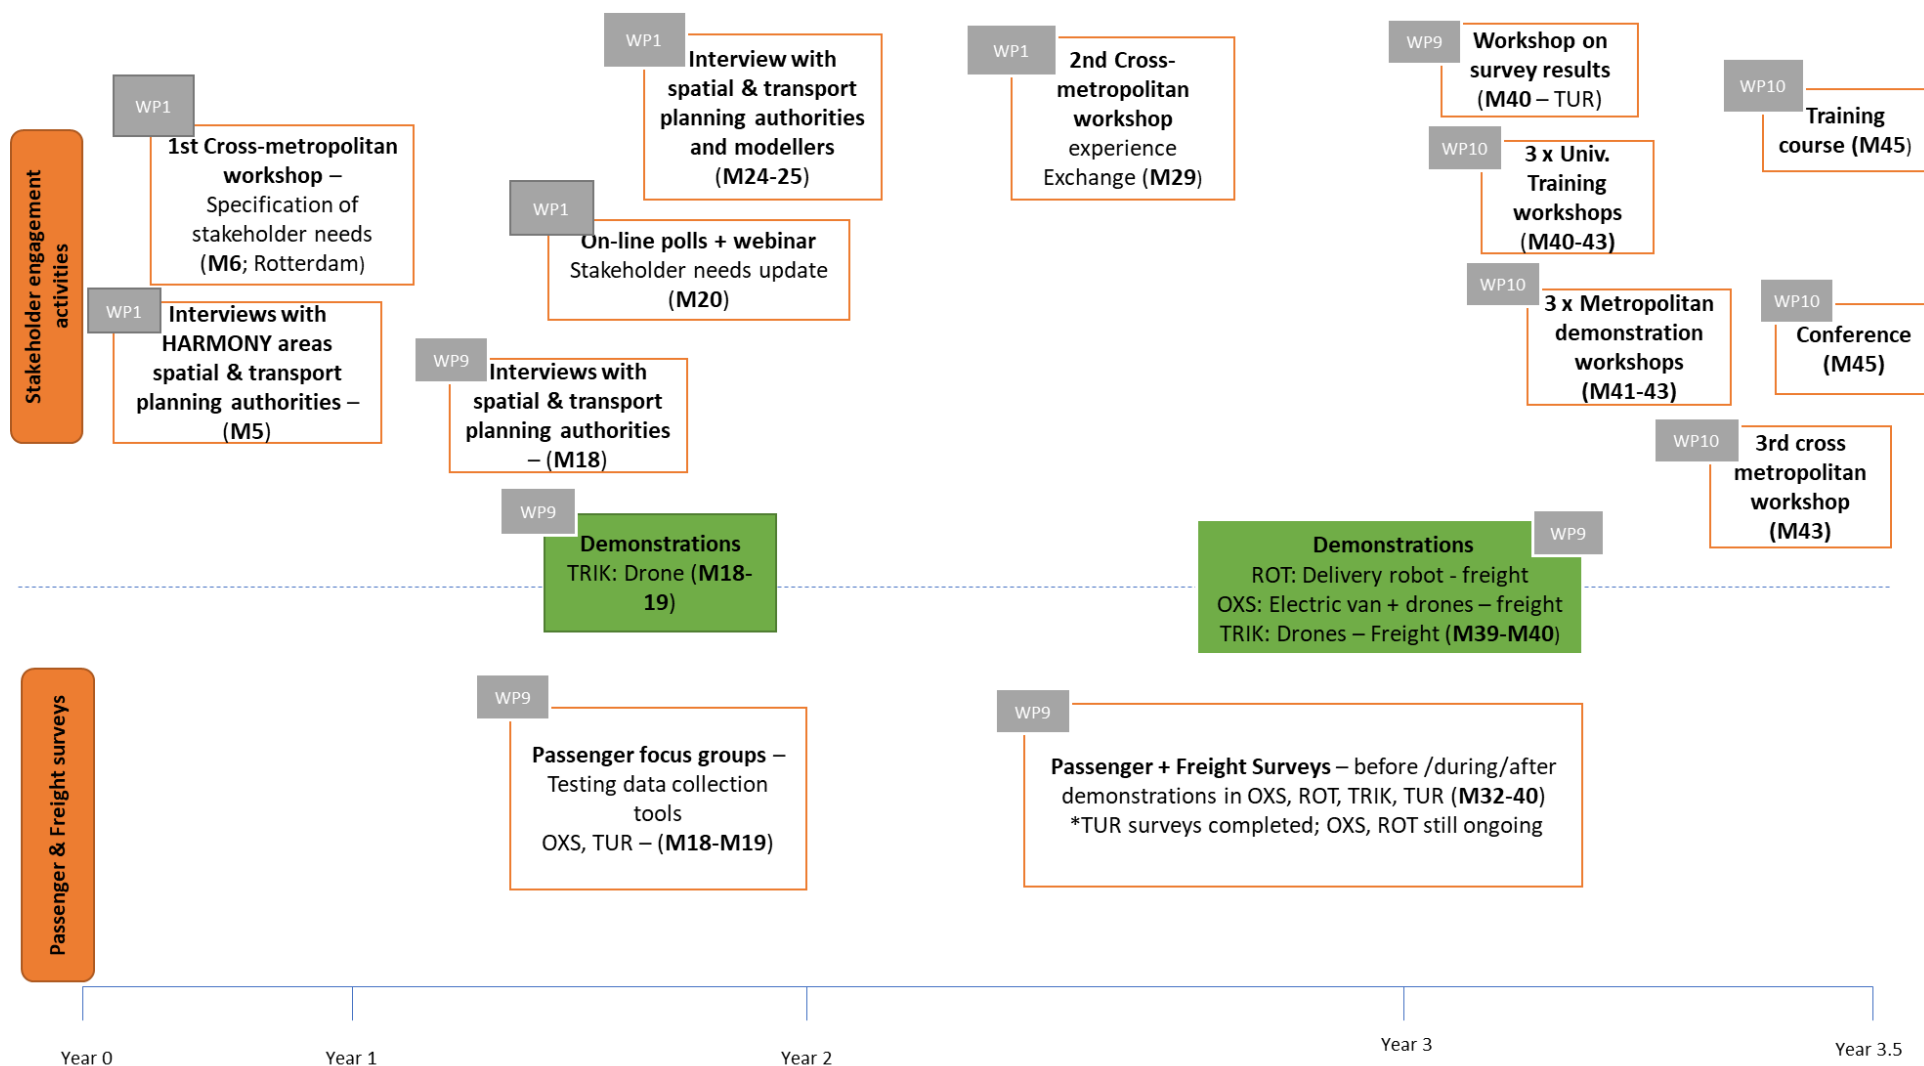 Stakeholder engagement
activities
WP1
1st Cross-metropolitan
workshop –
Specification of
stakeholder needs
(M6; Rotterdam)
WP1
Interviews with
HARMONY areas
spatial & transport
planning authorities –
(M5)
WP1
Interview with
spatial & transport
planning authorities
and modellers
(M24-25)
WP1
On-line polls + webinar
Stakeholder needs update
(M20)
WP9
Interviews with
spatial & transport
planning authorities
– (M18)
WP1
2nd Cross-
metropolitan
workshop
experience
Exchange (M29)
WP9
Workshop on
survey results
(M40 – TUR)
WP10
3 x Univ.
Training
workshops
(M40-43)
WP10
3 x Metropolitan
demonstration
workshops
(M41-43)
WP10
Training
course (M45)
WP10
Conference
(M45)
WP10
3rd cross
metropolitan
workshop
(M43)
WP9
Demonstrations
TRIK: Drone (M18-
19)
WP9
Demonstrations
ROT: Delivery robot - freight
OXS: Electric van + drones – freight
TRIK: Drones – Freight (M39-M40)
Passenger & Freight surveys
WP9
Passenger focus groups –
Testing data collection
tools
OXS, TUR – (M18-M19)
WP9
Passenger + Freight Surveys – before /during/after
demonstrations in OXS, ROT, TRIK, TUR (M32-40)
*TUR surveys completed; OXS, ROT still ongoing
Year 0
Year 1
Year 2
Year 3
Year 3.5